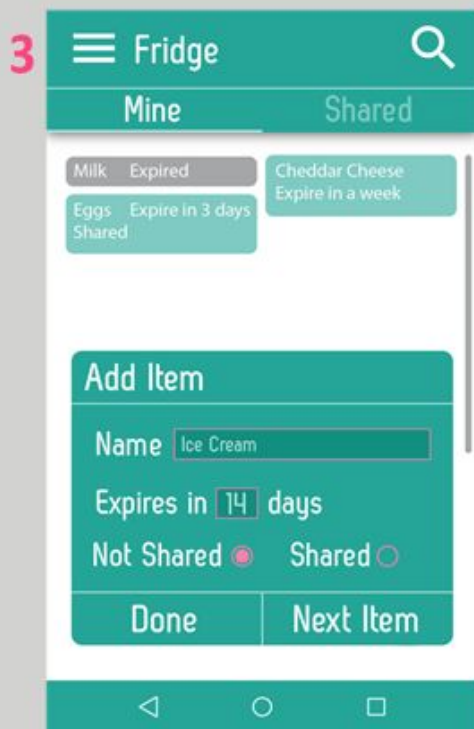 3
Fridge
Mine
Shared
Milk Expired
Eggs Expire in 3 days
Shared
Cheddar Cheese
Expire in a week
Add Item
Name Ice Cream
Expires in 14 days
Not Shared Shared
Done Next Item